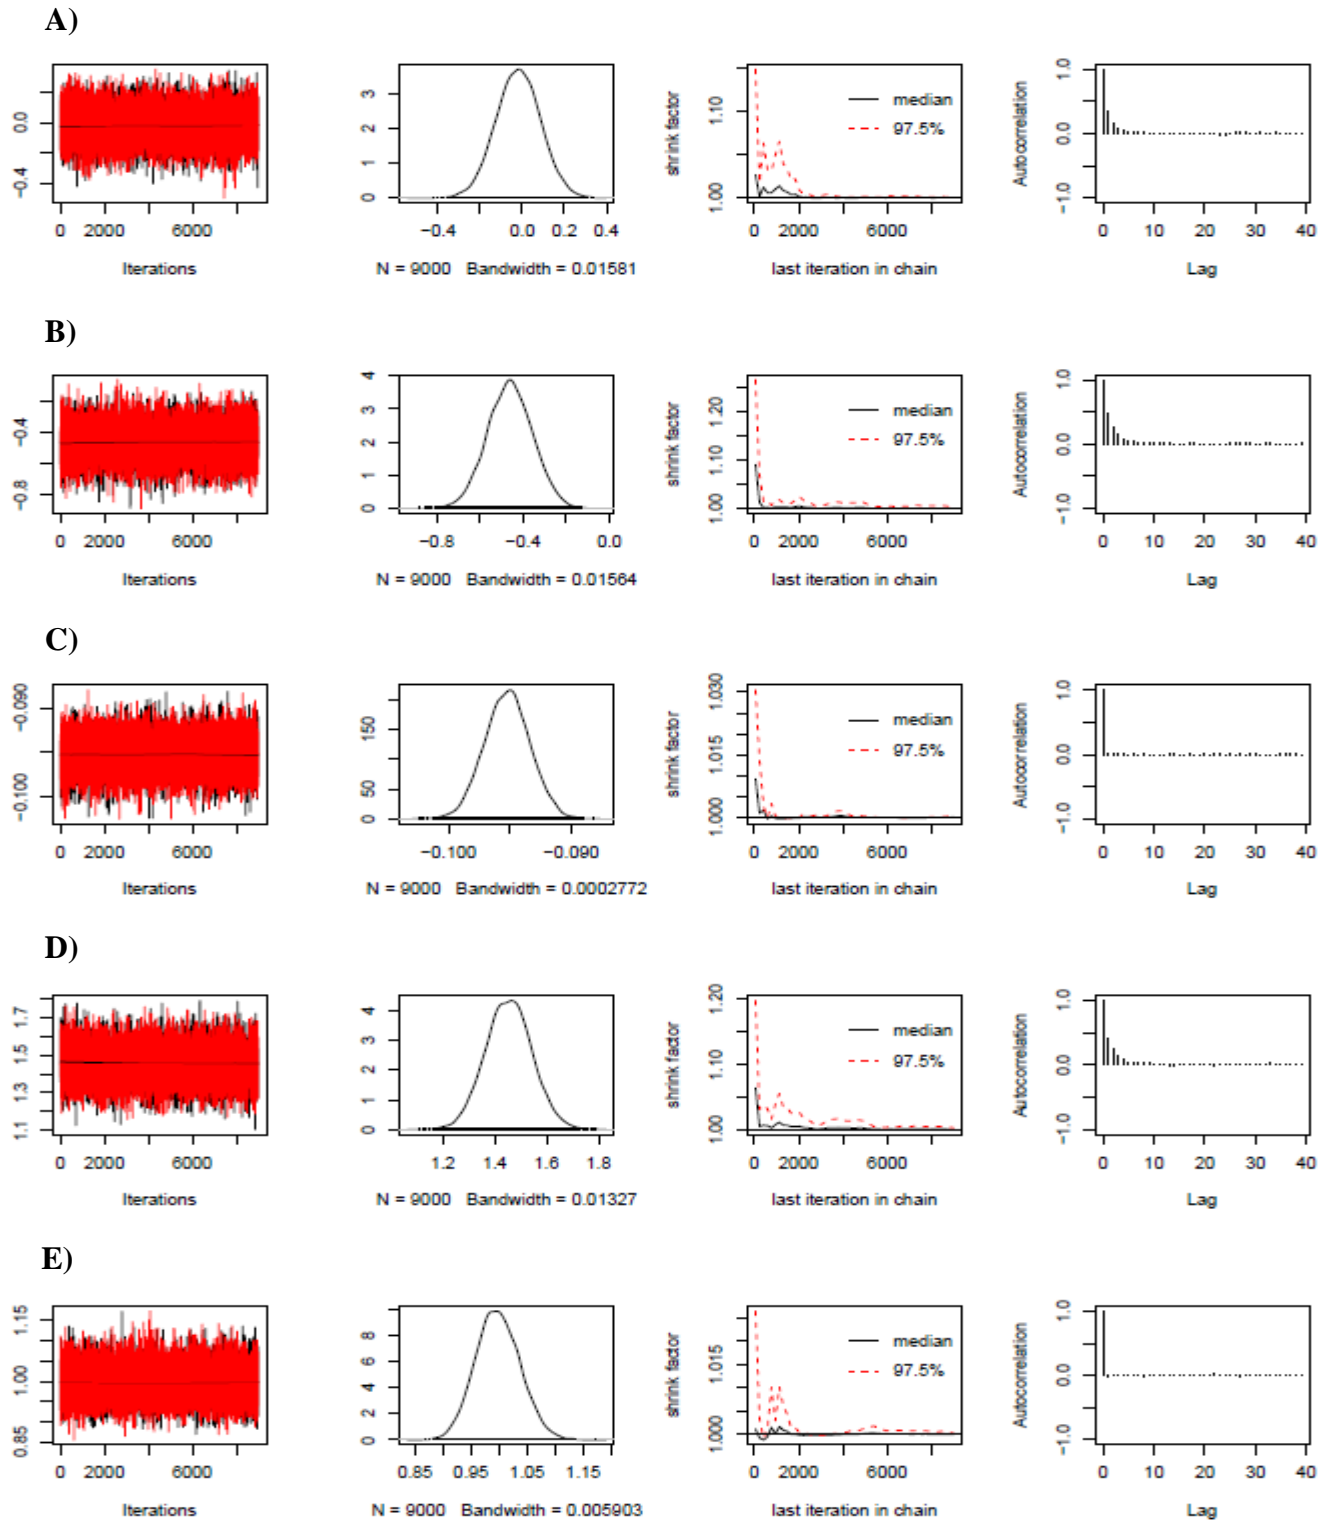 A)
0.0
−0.4
0 2000 6000
Iterations
3
2
1
0
−0.4 0.0 0.2 0.4
N = 9000 Bandwidth = 0.01581
shrink factor
1.10
1.00
median
97.5%
0 2000 6000
last iteration in chain
Autocorrelation
1.0
0.0
−1.0
0 10 20 30 40
Lag
B)
−0.4
−0.8
0 2000 6000
Iterations
4
3
2
1
0
−0.8 −0.4 0.0
N = 9000 Bandwidth = 0.01564
shrink factor
1.20
1.10
1.00
median
97.5%
0 2000 6000
last iteration in chain
Autocorrelation
1.0
0.0
−1.0
0 10 20 30 40
Lag
C)
−0.090
−0.100
0 2000 6000
Iterations
150
50
0
−0.100 −0.090
N = 9000 Bandwidth = 0.0002772
shrink factor
1.030
1.015
1.000
median
97.5%
0 2000 6000
last iteration in chain
Autocorrelation
1.0
0.0
−1.0
0 10 20 30 40
Lag
D)
1.7
1.5
1.3
1.1
0 2000 6000
Iterations
4
3
2
1
0
1.2 1.4 1.6 1.8
N = 9000 Bandwidth = 0.01327
shrink factor
1.20
1.10
1.00
median
97.5%
0 2000 6000
last iteration in chain
Autocorrelation
1.0
0.0
−1.0
0 10 20 30 40
Lag
E)
1.15
1.00
0.85
0 2000 6000
Iterations
8
6
4
2
0
0.85 0.95 1.05 1.15
N = 9000 Bandwidth = 0.005903
shrink factor
1.015
1.000
median
97.5%
0 2000 6000
last iteration in chain
Autocorrelation
1.0
0.0
−1.0
0 10 20 30 40
Lag